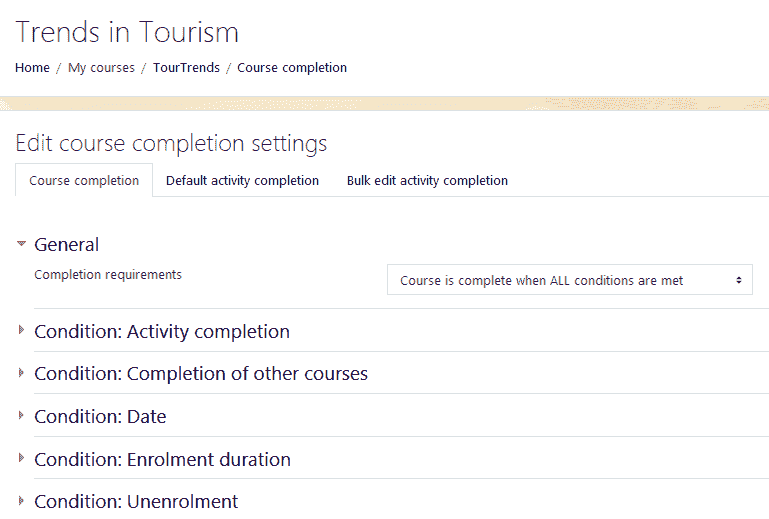 Trends in Tourism
Home / My courses / TourTrends / Course completion
Edit course completion settings
Course completion Default activity completion Bulk edit activity completion
General
Completion requirements Course is complete when ALL conditions are met
Condition: Activity completion
Condition: Completion of other courses
Condition: Date
Condition: Enrolment duration
Condition: Unenrolment